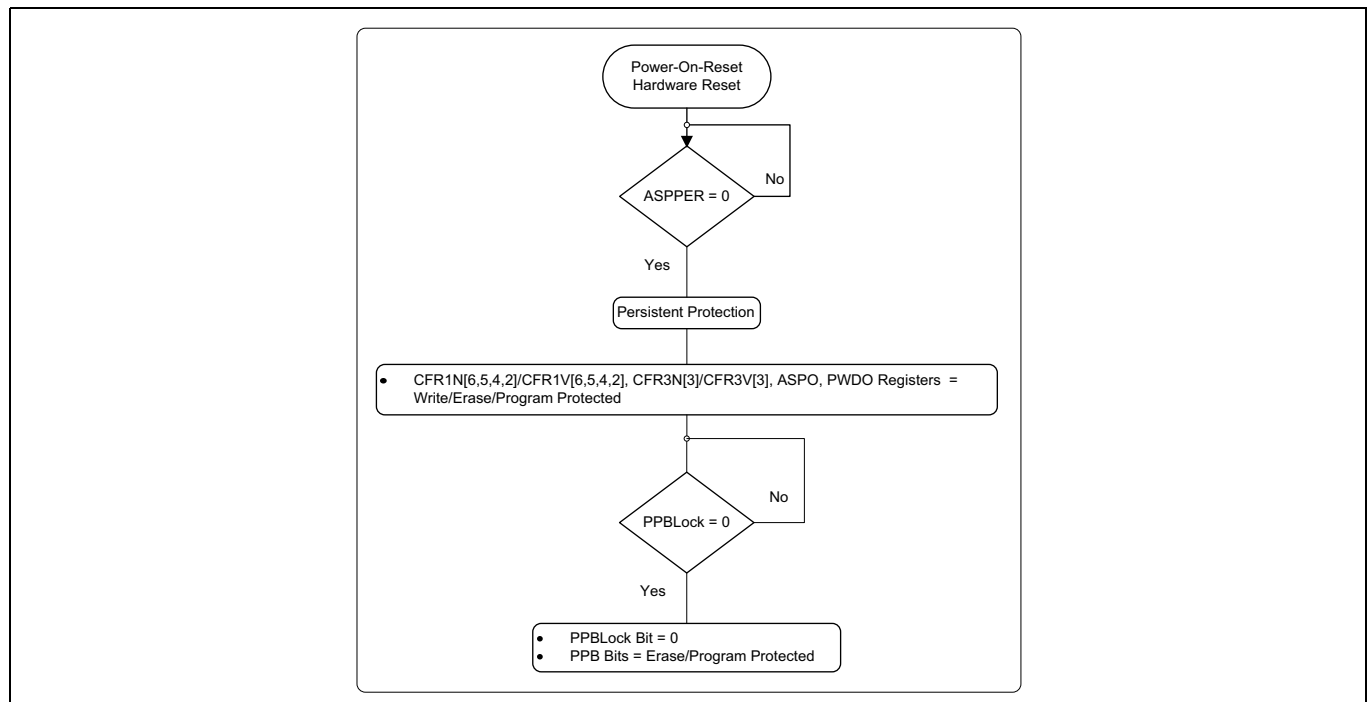 Power-On-Reset
Hardware Reset
No
ASPPER = 0
Yes
Persistent Protection
• CFR1N[6,5,4,2]/CFR1V[6,5,4,2], CFR3N[3]/CFR3V[3], ASPO, PWDO Registers =
Write/Erase/Program Protected
No
PPBLock = 0
Yes
• PPBLock Bit = 0
• PPB Bits = Erase/Program Protected